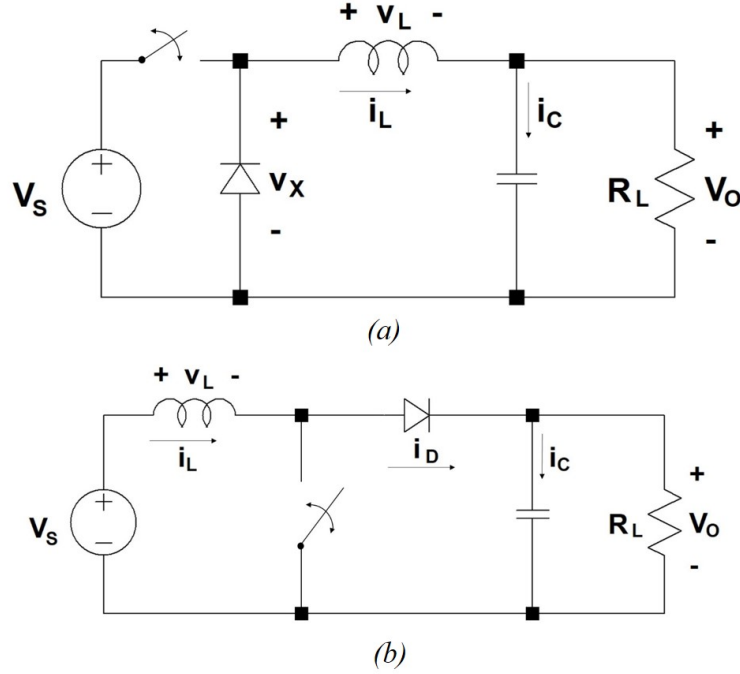 + vL -
iL
iC
+
VS
+
−
vX
-
RL
+
VO
-
(a)
+ vL -
iL
iD
iC
VS
+
−
RL
+
VO
-
(b)